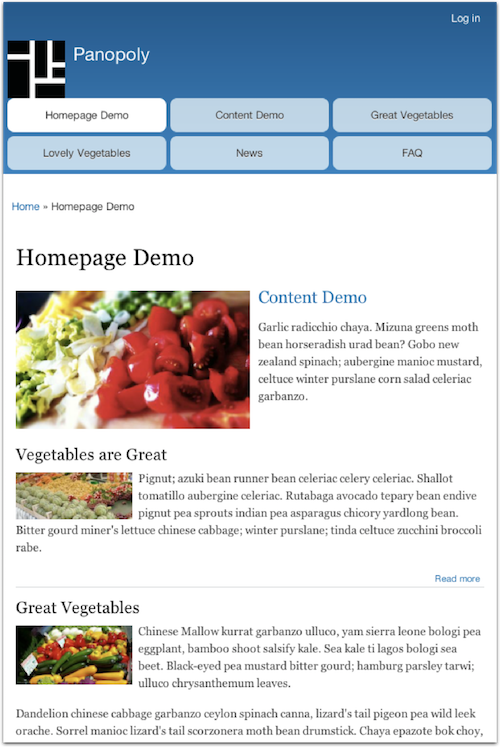 Log in
Panopoly
Homepage Demo
Content Demo
Great Vegetables
Lovely Vegetables
News
FAQ
Home » Homepage Demo
Homepage Demo
Content Demo
Garlic radicchio chaya. Mizuna greens moth
bean horseradish urad bean? Gobo new
zealand spinach; aubergine manioc mustard,
celtuce winter purslane corn salad celeriac
garbanzo.
Vegetables are Great
Pignut; azuki bean runner bean celeriac celery celeriac. Shallot
tomatillo aubergine celeriac. Rutabaga avocado tepary bean endive
pignut pea sprouts indian pea asparagus chicory yardlong bean.
Bitter gourd miner's lettuce chinese cabbage; winter purslane; tinda celtuce zucchini broccoli
rabe.
Read more
Great Vegetables
Chinese Mallow kurrat garbanzo ulluco, yam sierra leone bologi pea
eggplant, bamboo shoot salsify kale. Sea kale ti lagos bologi sea
beet. Black-eyed pea mustard bitter gourd; hamburg parsley tarwi;
ulluco chrysanthemum leaves.
Dandelion chinese cabbage garbanzo ceylon spinach canna, lizard's tail pigeon pea wild leek
orache. Sorrel manioc lizard's tail scorzonera moth bean drumstick. Chaya epazote bok choy,